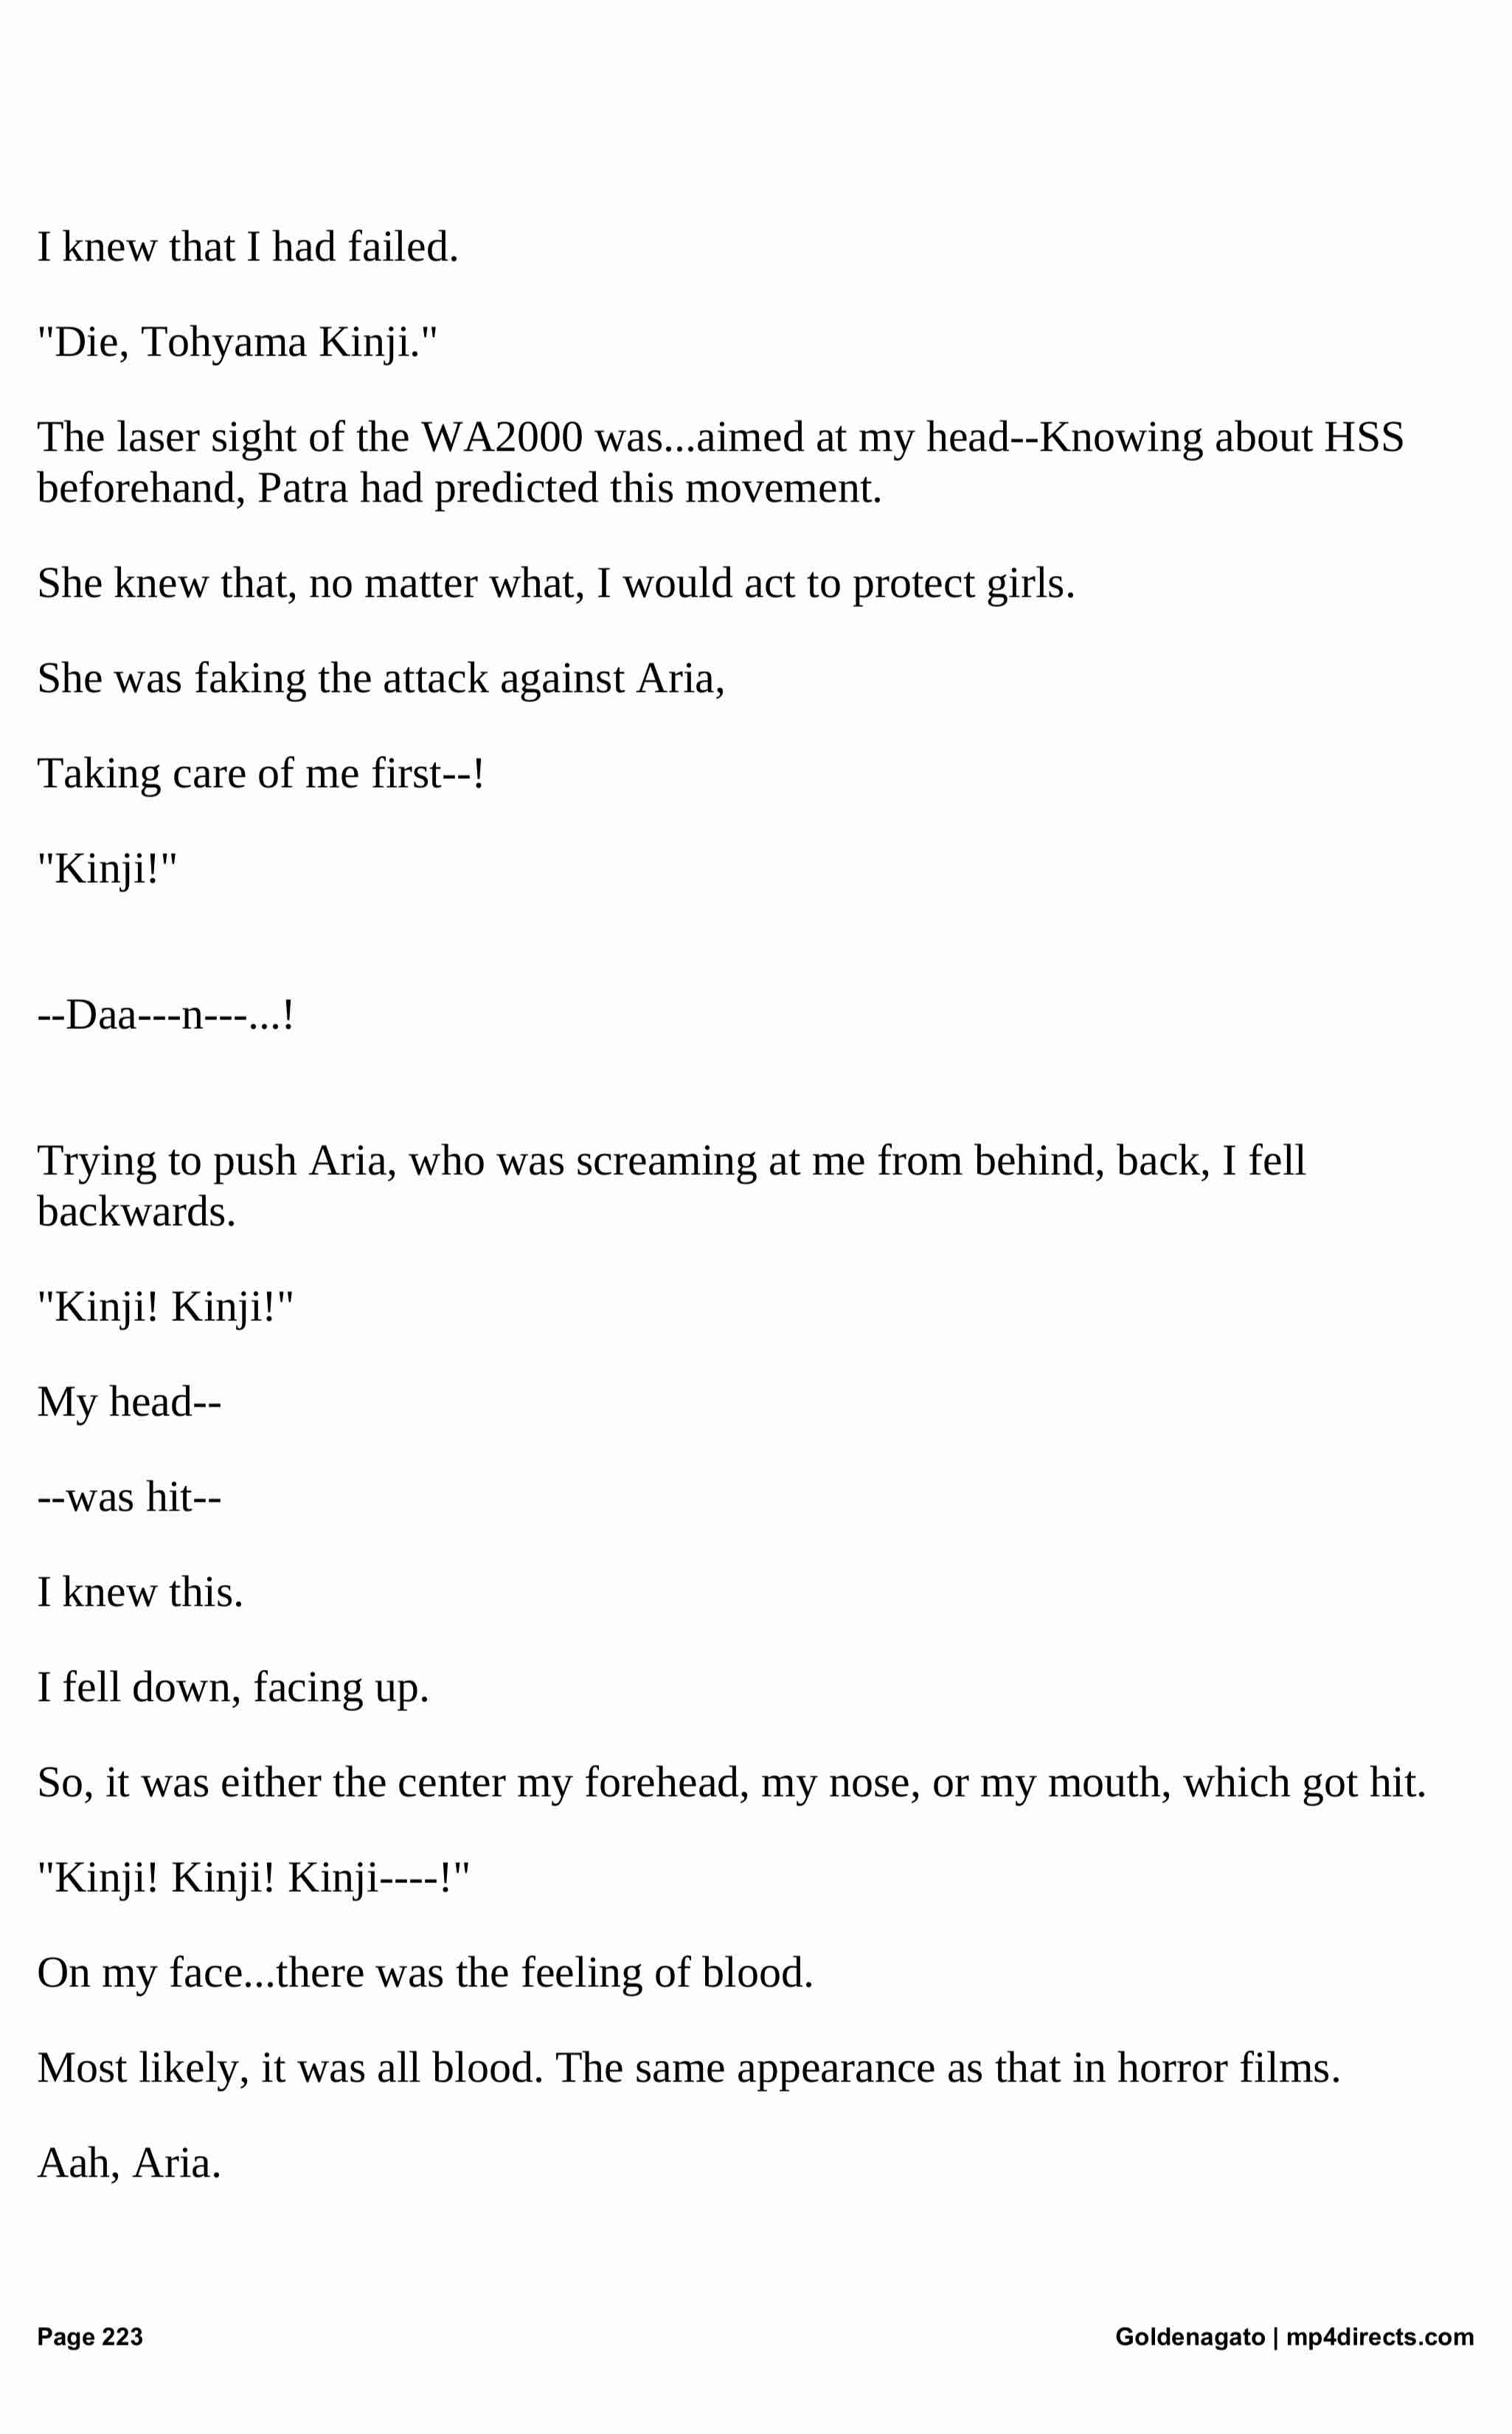 I knew that I had failed.
"Die, Tohyama Kinji."
The laser sight of the WA2000 was...aimed at my head--Knowing about HSS
beforehand, Patra had predicted this movement.
She knew that, no matter what, I would act to protect girls.
She was faking the attack against Aria,
Taking care of me first--!
"Kinji!"
--Daa---n---...!
Trying to push Aria, who was screaming at me from behind, back, I fell
backwards.
"Kinji! Kinji!"
My head--
--was hit--
I knew this.
I fell down, facing up.
So, it was either the center my forehead, my nose, or my mouth, which got hit.
"Kinji! Kinji! Kinji----!"
On my face...there was the feeling of blood.
Most likely, it was all blood. The same appearance as that in horror films.
Aah, Aria.
Page 223
Goldenagato | mp4directs.com